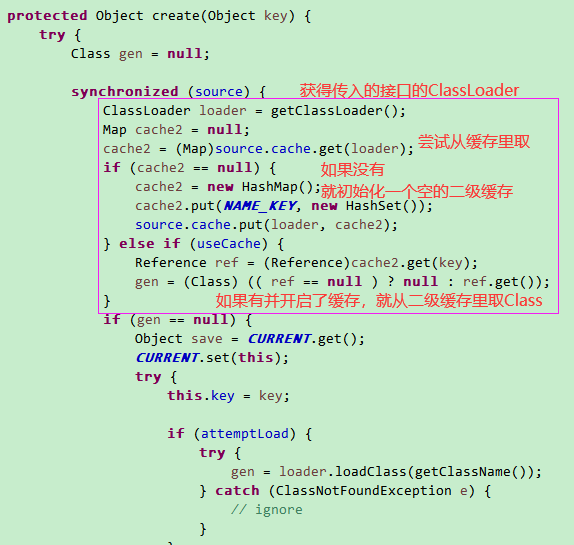 protected Object create(Object key) {
try {
Class gen = null;
synchronized (source) { 获得传入的接口的ClassLoader
ClassLoader loader = getClassLoader();
Map cache2 = null;
cache2 = (Map)source.cache.get(loader); 尝试从缓存里取
if (cache2 == null) { 如果没有
cache2 = new HashMap(); 就初始化一个空的二级缓存
cache2.put(NAME_KEY, new HashSet());
source.cache.put(loader, cache2);
} else if (useCache) {
Reference ref = (Reference)cache2.get(key);
gen = (Class) (( ref == null ) ? null : ref.get());
} 如果有并开启了缓存，就从二级缓存里取Class
if (gen == null) {
Object save = CURRENT.get();
CURRENT.set(this);
try {
this.key = key;
if (attemptLoad) {
try {
gen = loader.loadClass(getClassName());
} catch (ClassNotFoundException e) {
// ignore
}